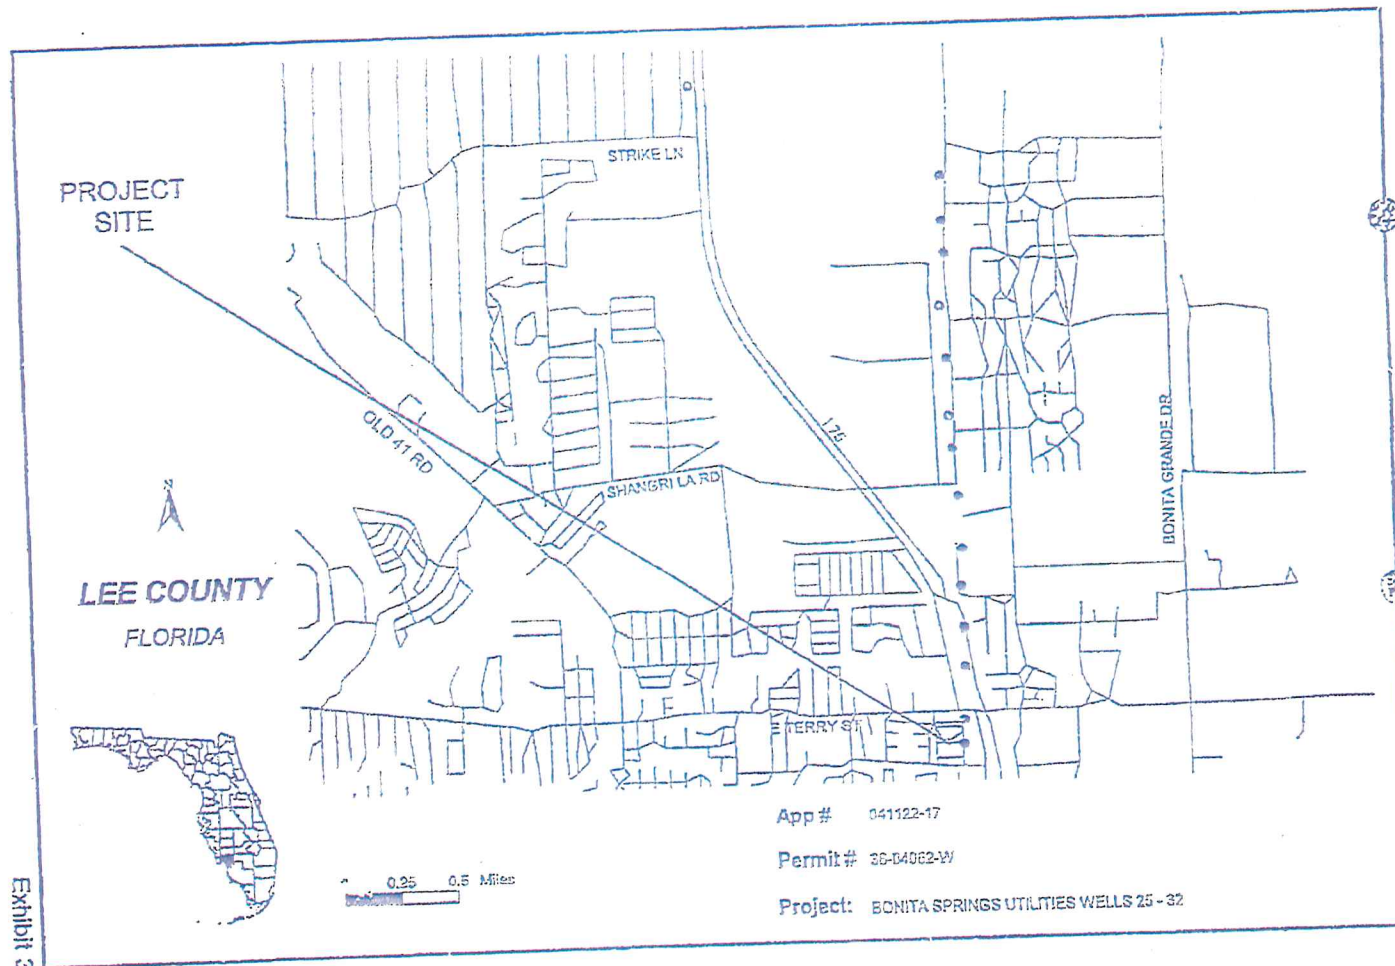 PROJECT
SITE
STRIKE LN
I 75
OLD 41 RD
SHANGRI LA RD
BONITA GRANDE DR
N
LEE COUNTY
FLORIDA
E TERRY ST
0.25 0.5 Miles
App # 041122-17
Permit # 36-04062-W
Project: BONITA SPRINGS UTILITIES WELLS 25 - 32
Exhibit 3